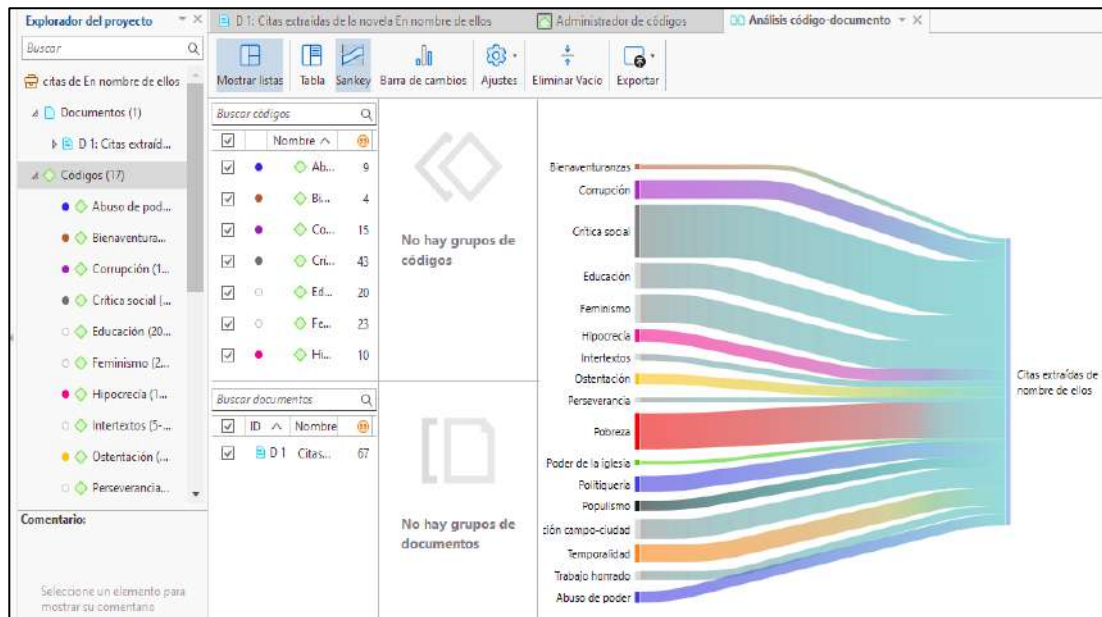 Explorador del proyecto
D 1: Citas extraídas de la novela En nombre de ellos
Administrador de códigos
Análisis código-documento
Buscar
citas de En nombre de ellos
Documentos (1)
D 1: Citas extraíd...
Códigos (17)
Abuso de pod...
Bienaventura...
Corrupción (1...
Crítica social (...
Educación (20...
Feminismo (2...
Hipocrecía (1...
Intertextos (5-...
Ostentación (...
Perseverancia...
Comentario:
Seleccione un elemento para
mostrar su comentario
Mostrar listas
Tabla
Sankey
Barra de cambios
Ajustes
Eliminar Vacío
Exportar
Buscar códigos
Nombre
Ab... 9
Bi... 4
Co... 15
Crí... 43
Ed... 20
Fe... 23
Hi... 10
No hay grupos de
códigos
Buscar documentos
ID Nombre
D 1 Citas... 67
No hay grupos de
documentos
Bienaventuranzas
Corrupción
Crítica social
Educación
Feminismo
Hipocrecía
Intertextos
Ostentación
Perseverancia
Pobreza
Poder de la iglesia
Politiquería
Populismo
ción campo-ciudad
Temporalidad
Trabajo honrado
Abuso de poder
Citas extraídas de
nombre de ellos